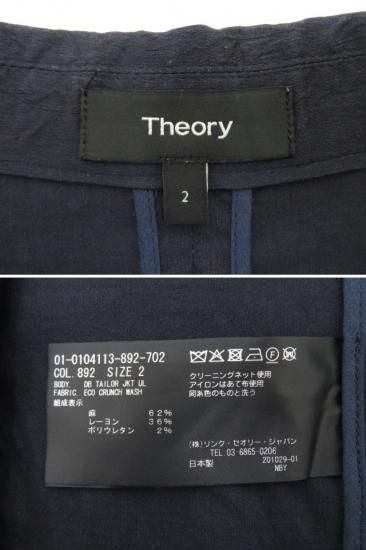 Theory
2
01-0104113-892-702
COL. 892 SIZE 2
BODY. DB TAILOR JKT UL
FABRIC. ECO CRUNCH WASH
組成表示
麻 62%
レーヨン 36%
ポリウレタン 2%
クリーニングネット使用
アイロンはあて布使用
同系色のものと洗う
(株)リンク・セオリー・ジャパン
TEL.03 6865-0206
日本製 201029-01
NBY